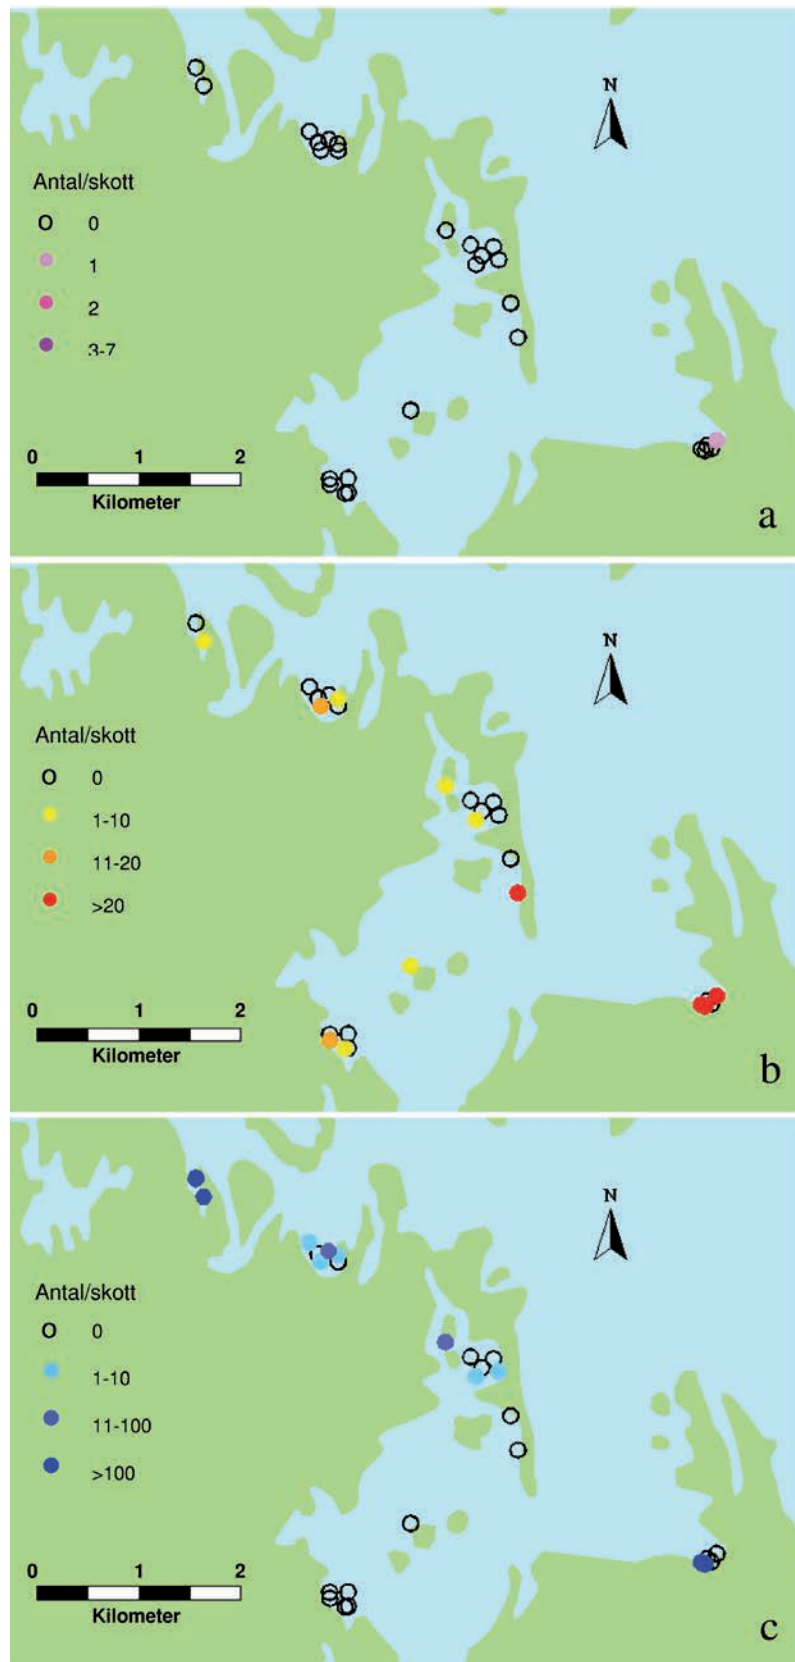 N
Antal/skott
0
1
2
3-7
0 1 2
Kilometer
a
N
Antal/skott
0
1-10
11-20
>20
0 1 2
Kilometer
b
N
Antal/skott
0
1-10
11-100
>100
0 1 2
Kilometer
c